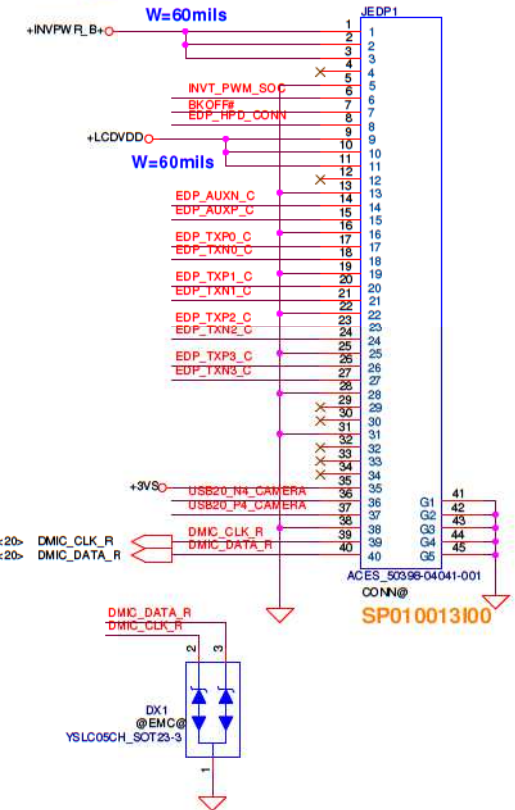 W=60mils
JEDP1
+INVPWR_B+
1 1
2 2
3 3
4 4
5 5
INVT_PWM_SOC 6 6
BKOFF# 7 7
EDP_HPD_CONN 8 8
+LCDVDD 9 9
10 10
11 11
W=60mils
12 12
13 13
EDP_AUXN_C 14 14
EDP_AUXP_C 15 15
16 16
EDP_TXP0_C 17 17
EDP_TXN0_C 18 18
19 19
EDP_TXP1_C 20 20
EDP_TXN1_C 21 21
22 22
EDP_TXP2_C 23 23
EDP_TXN2_C 24 24
25 25
EDP_TXP3_C 26 26
EDP_TXN3_C 27 27
28 28
29 29
30 30
31 31
32 32
33 33
34 34
+3VS 35 35
USB20_N4_CAMERA 36 36 G1 41
USB20_P4_CAMERA 37 37 G2 42
38 38 G3 43
<20> DMIC_CLK_R DMIC_CLK_R 39 39 G4 44
<20> DMIC_DATA_R DMIC_DATA_R 40 40 G5 45
ACES_50398-04041-001
CONN@
SP010013I00
DMIC_DATA_R
DMIC_CLK_R
2 3
DX1
@EMC@
YSLC05CH_SOT23-3
1